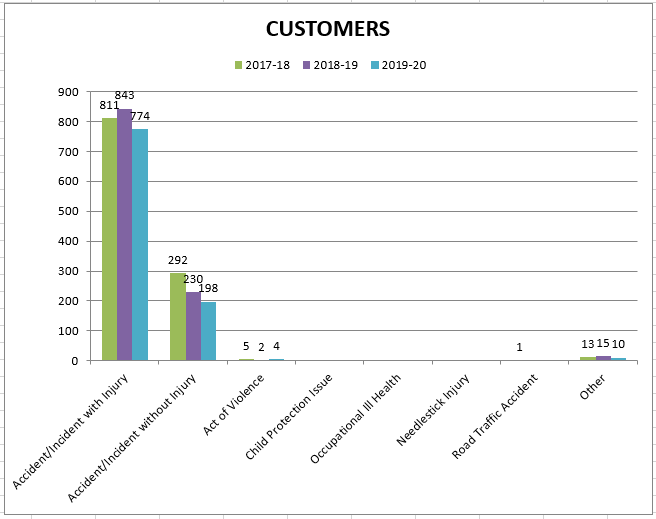 CUSTOMERS
2017-18 2018-19 2019-20
900
800
700
600
500
400
300
200
100
0
811 843 774
292 230 198
5 2 4
1
13 15 10
Accident/Incident with Injury
Accident/Incident without Injury
Act of Violence
Child Protection Issue
Occupational Ill Health
Needlestick Injury
Road Traffic Accident
Other